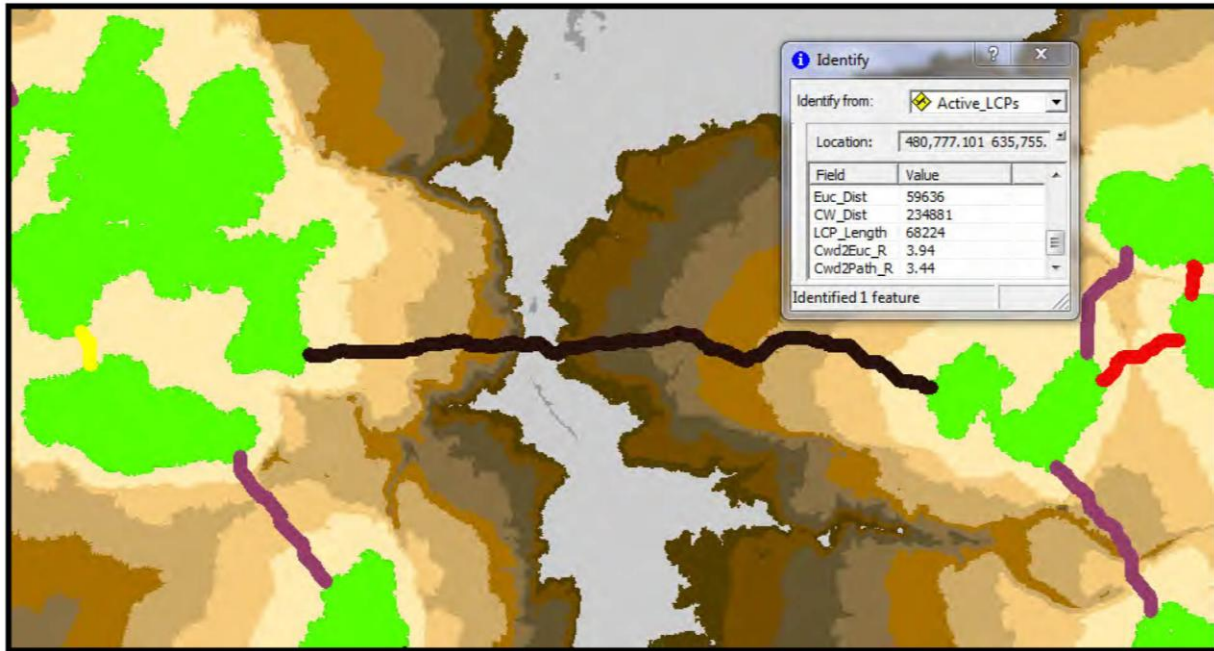 Identify
Identify from: Active_LCPs
Location: 480,777.101 635,755.
Field Value
Euc_Dist 59636
CW_Dist 234881
LCP_Length 68224
Cwd2Euc_R 3.94
Cwd2Path_R 3.44
Identified 1 feature